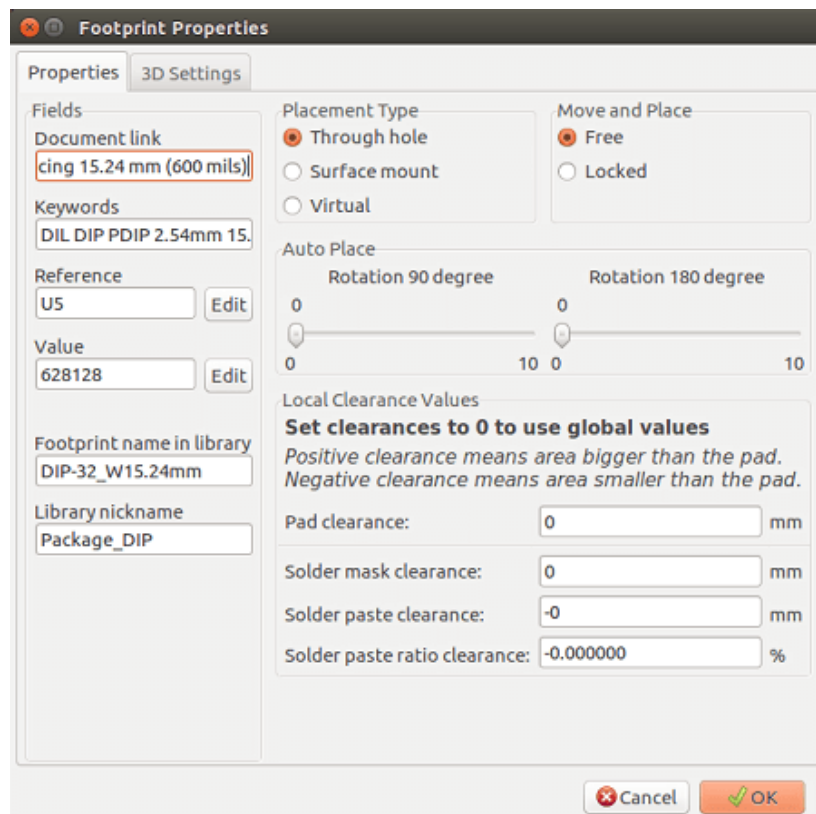 Footprint Properties
Properties
3D Settings
Fields
Document link
cing 15.24 mm (600 mils)
Keywords
DIL DIP PDIP 2.54mm 15.
Reference
U5
Edit
Value
628128
Edit
Footprint name in library
DIP-32_W15.24mm
Library nickname
Package_DIP
Placement Type
Through hole
Surface mount
Virtual
Move and Place
Free
Locked
Auto Place
Rotation 90 degree
0
0 10
Rotation 180 degree
0
0 10
Local Clearance Values
Set clearances to 0 to use global values
Positive clearance means area bigger than the pad.
Negative clearance means area smaller than the pad.
Pad clearance: 0 mm
Solder mask clearance: 0 mm
Solder paste clearance: -0 mm
Solder paste ratio clearance: -0.000000 %
Cancel
OK